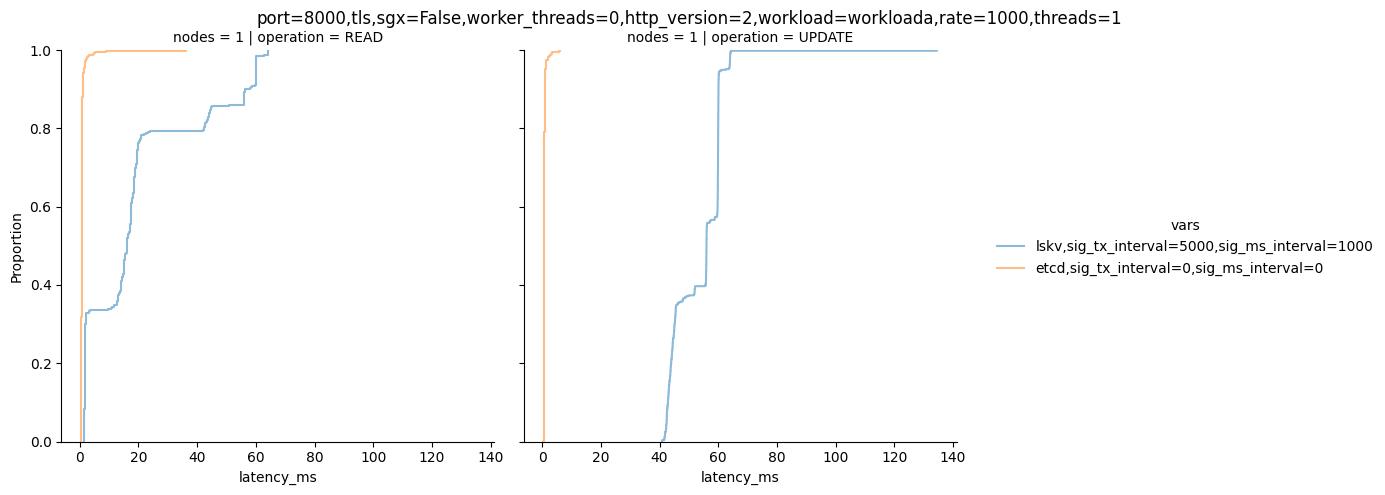 port=8000,tls,sgx=False,worker_threads=0,http_version=2,workload=workloada,rate=1000,threads=1
nodes = 1 | operation = READ
nodes = 1 | operation = UPDATE
1.0
0.8
0.6
0.4
0.2
0.0
Proportion
0 20 40 60 80 100 120 140
latency_ms
0 20 40 60 80 100 120 140
latency_ms
vars
lskv,sig_tx_interval=5000,sig_ms_interval=1000
etcd,sig_tx_interval=0,sig_ms_interval=0